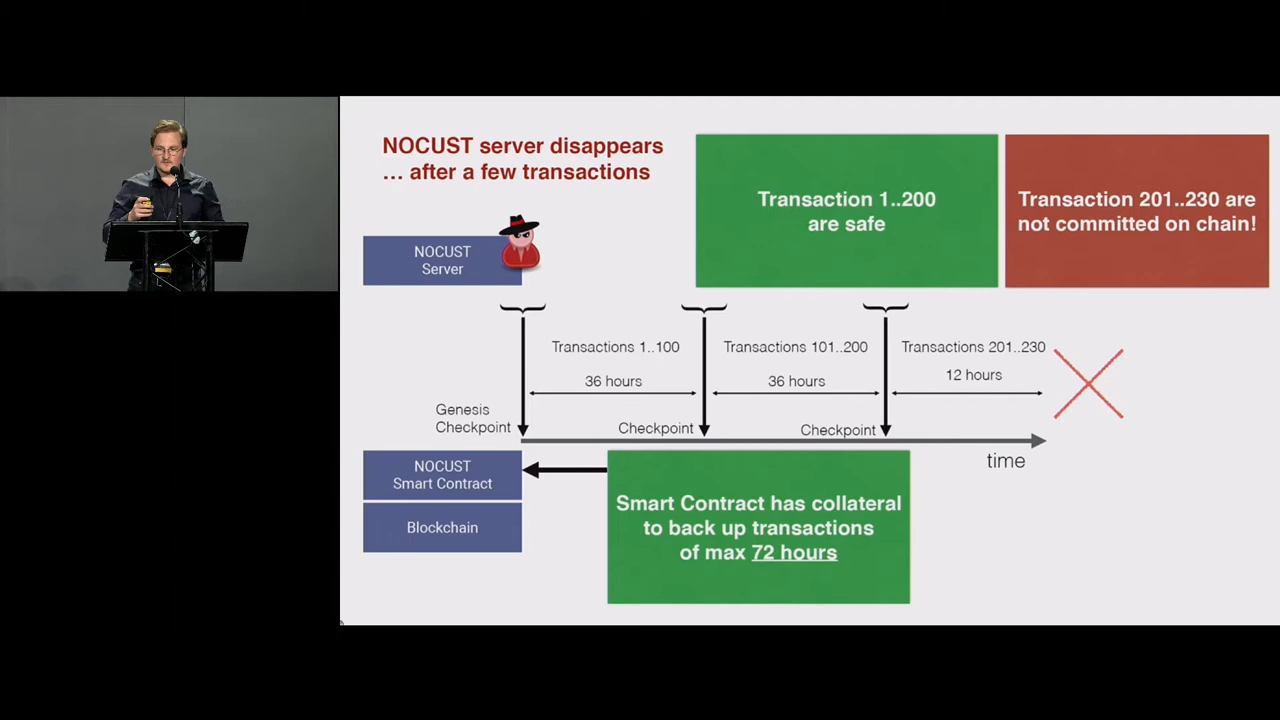 NOCUST server disappears
… after a few transactions
Transaction 1..200
are safe
Transaction 201..230 are
not committed on chain!
NOCUST
Server
Transactions 1..100
Transactions 101..200
Transactions 201..230
36 hours
36 hours
12 hours
Genesis
Checkpoint
Checkpoint
Checkpoint
time
NOCUST
Smart Contract
Blockchain
Smart Contract has collateral
to back up transactions
of max 72 hours